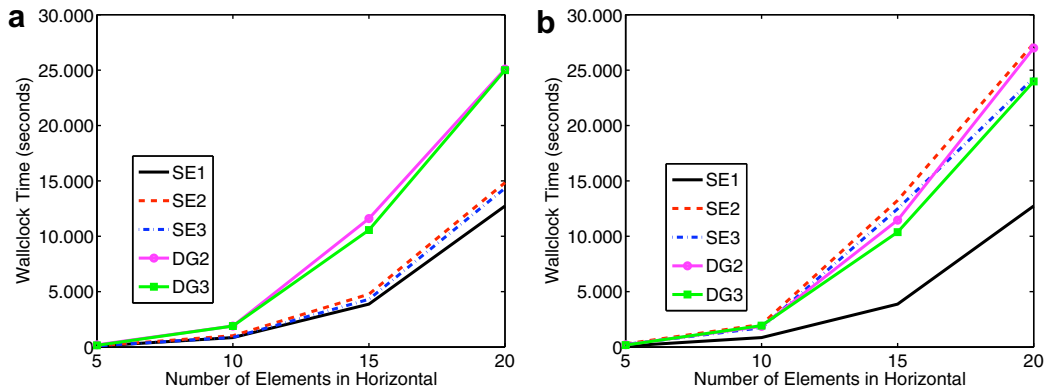 a
30.000
25.000
20.000
15.000
10.000
5.000
0
Wallclock Time (seconds)
SE1
SE2
SE3
DG2
DG3
5
10
15
20
Number of Elements in Horizontal
b
30.000
25.000
20.000
15.000
10.000
5.000
0
Wallclock Time (seconds)
SE1
SE2
SE3
DG2
DG3
5
10
15
20
Number of Elements in Horizontal